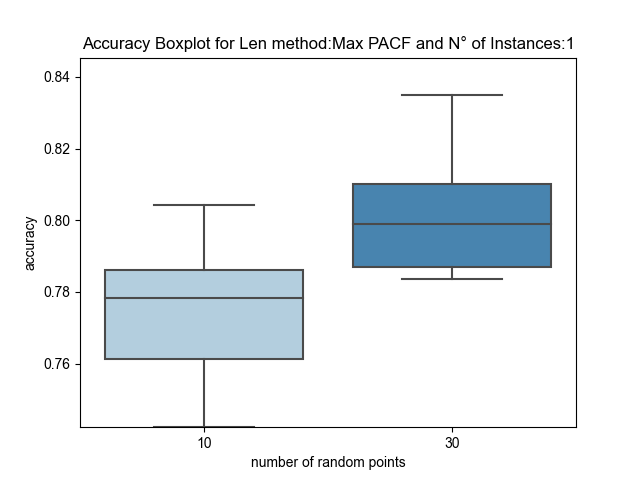 Accuracy Boxplot for Len method:Max PACF and N° of Instances:1
0.84
0.82
0.80
0.78
0.76
accuracy
10
30
number of random points